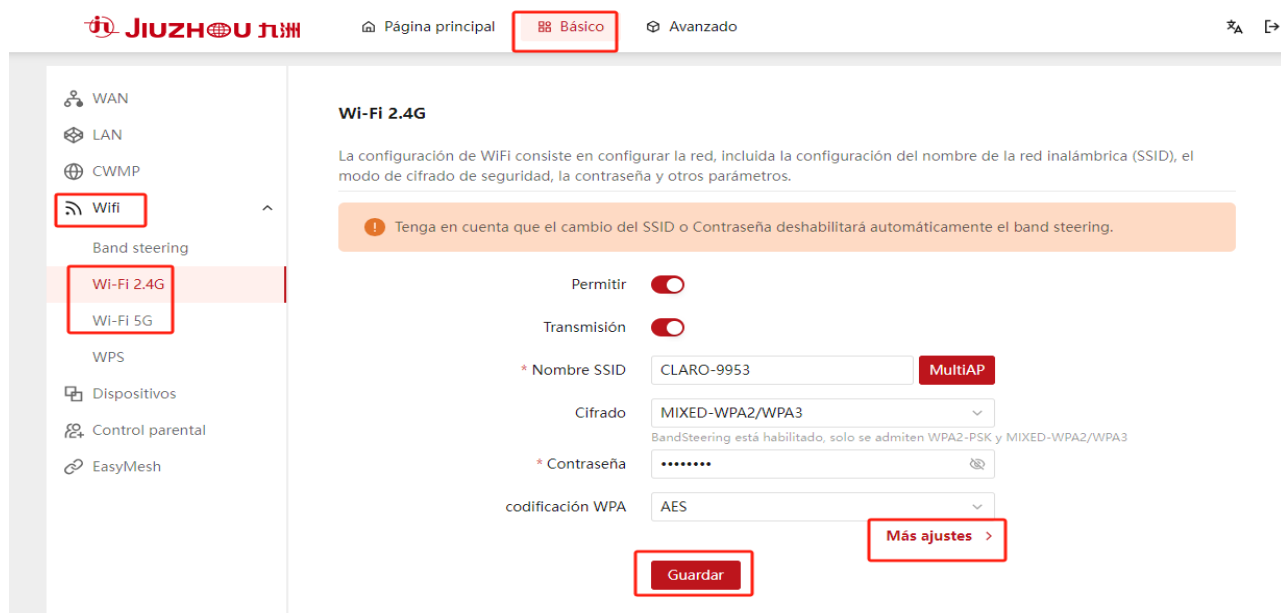 JIUZHOU 九洲
Página principal
Básico
Avanzado
WAN
LAN
CWMP
Wifi
Band steering
Wi-Fi 2.4G
Wi-Fi 5G
WPS
Dispositivos
Control parental
EasyMesh
Wi-Fi 2.4G
La configuración de WiFi consiste en configurar la red, incluida la configuración del nombre de la red inalámbrica (SSID), el
modo de cifrado de seguridad, la contraseña y otros parámetros.
Tenga en cuenta que el cambio del SSID o Contraseña deshabilitará automáticamente el band steering.
Permitir
Transmisión
* Nombre SSID CLARO-9953 MultiAP
Cifrado MIXED-WPA2/WPA3
BandSteering está habilitado, solo se admiten WPA2-PSK y MIXED-WPA2/WPA3
* Contraseña ••••••••
codificación WPA AES
Más ajustes >
Guardar